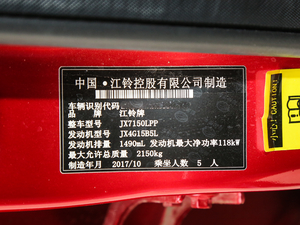 中国·江铃控股有限公司制造
车辆识别代码
品牌 江铃牌
整车型号 JX7150LPP
发动机型号 JX4G15B5L
发动机排量 1490mL 发动机最大净功率118kW
最大允许总质量 2150kg
制造年月 2017/10 乘坐人数 5人
CAUTION
小心